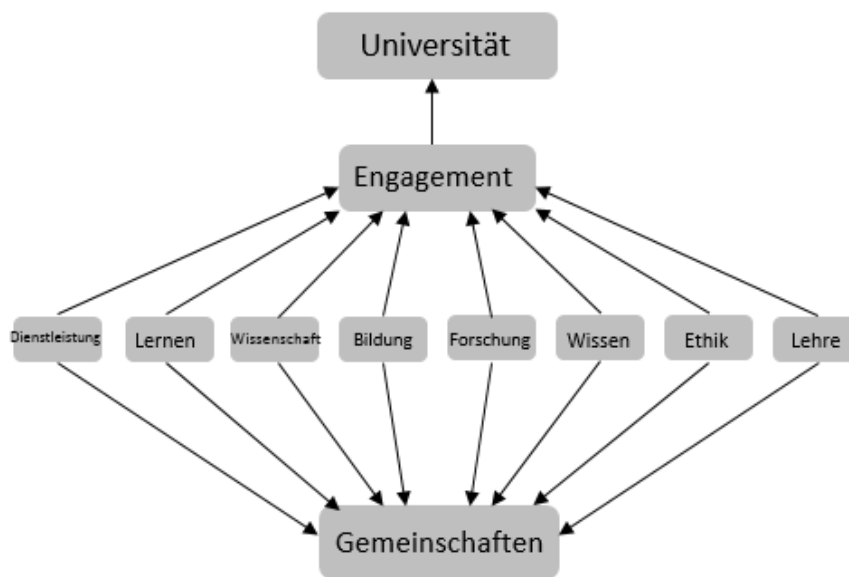 Universität
Engagement
Dienstleistung
Lernen
Wissenschaft
Bildung
Forschung
Wissen
Ethik
Lehre
Gemeinschaften